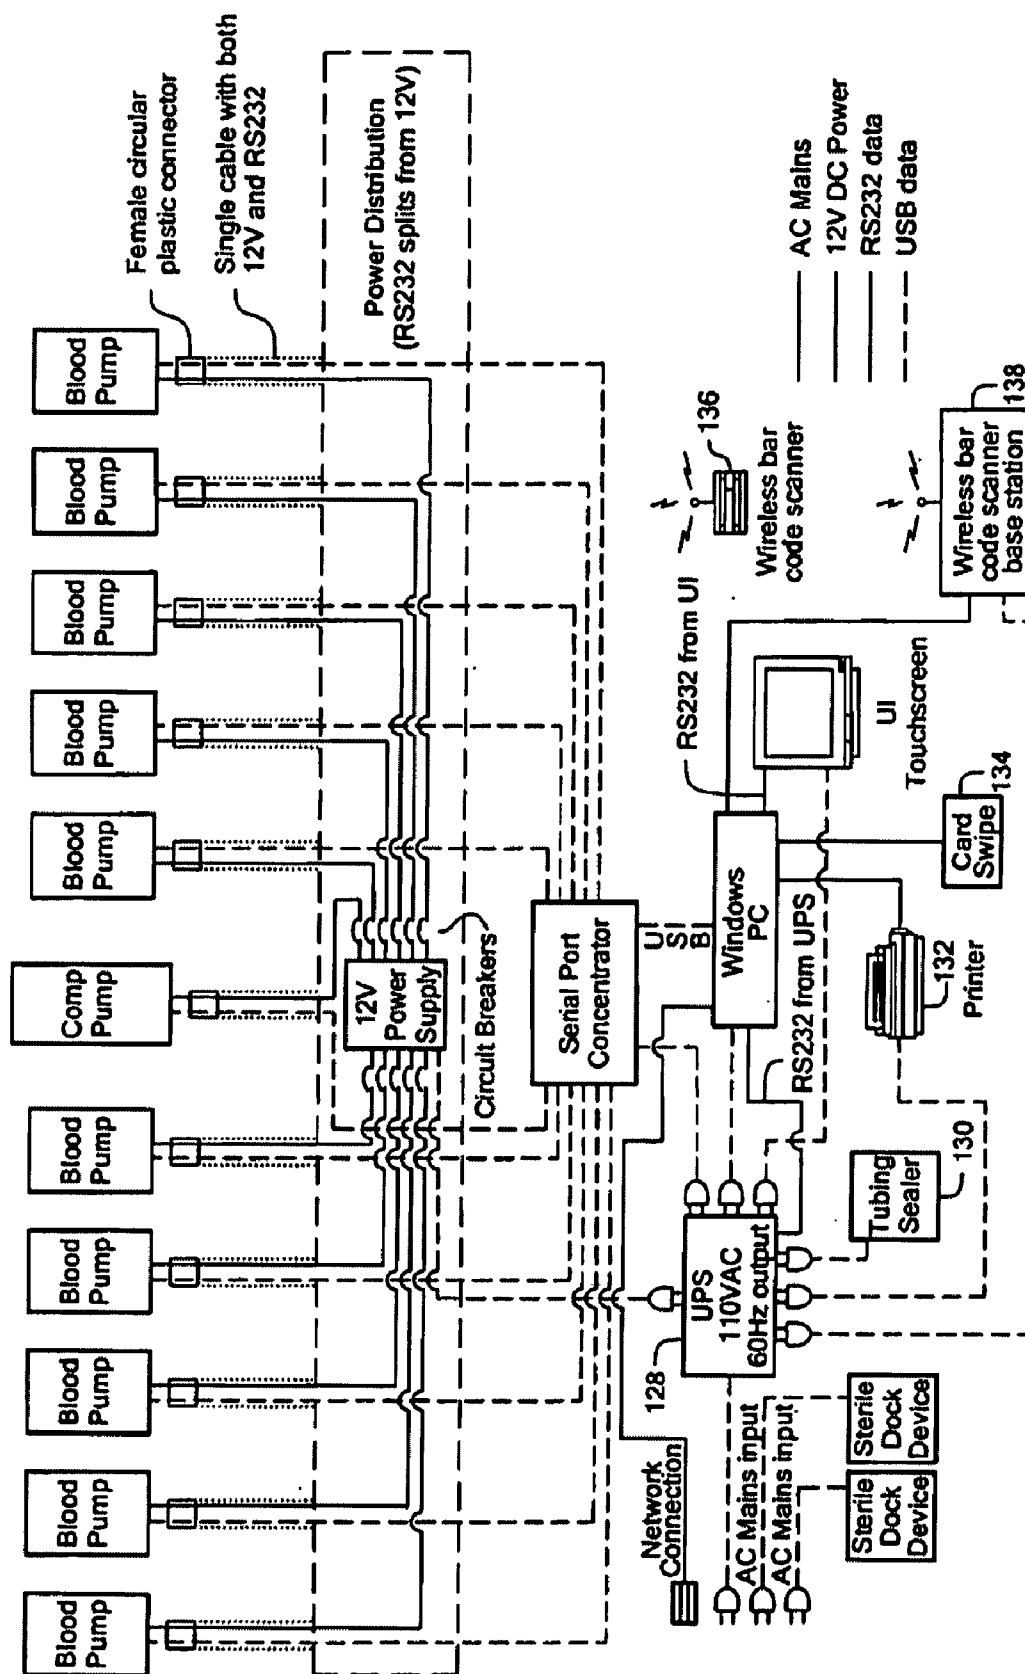 Blood
Pump
Blood
Pump
Blood
Pump
Blood
Pump
Blood
Pump
Comp
Pump
Blood
Pump
Blood
Pump
Blood
Pump
Blood
Pump
Blood
Pump
Female circular
plastic connector
Single cable with both
12V and RS232
Power Distribution
(RS232 splits from 12V)
12V
Power
Supply
Circuit Breakers
Serial Port
Concentrator
USB
Windows
PC
RS232 from UI
RS232 from UPS
UI
Touchscreen
Card
Swipe
134
132
Printer
Wireless bar
code scanner
136
AC Mains
12V DC Power
RS232 data
USB data
Wireless bar
code scanner
base station
138
Network
Connection
128
UPS
110VAC
60Hz output
Tubing
Sealer
130
AC Mains input
AC Mains input
Sterile
Dock
Device
Sterile
Dock
Device